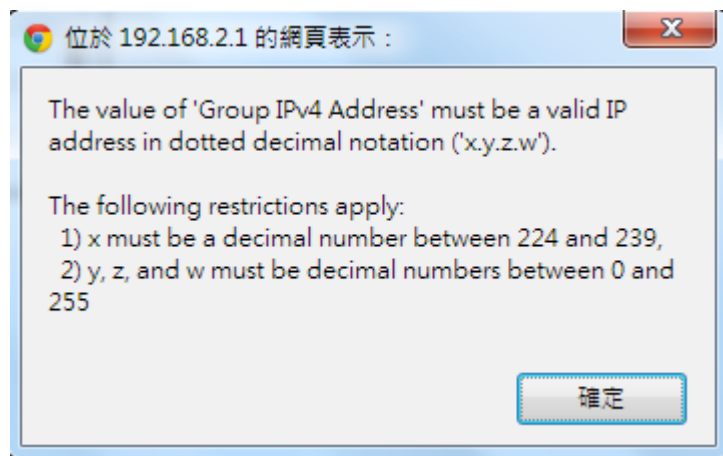 位於 192.168.2.1 的網頁表示：
The value of 'Group IPv4 Address' must be a valid IP
address in dotted decimal notation ('x.y.z.w').
The following restrictions apply:
1) x must be a decimal number between 224 and 239,
2) y, z, and w must be decimal numbers between 0 and
255
確定